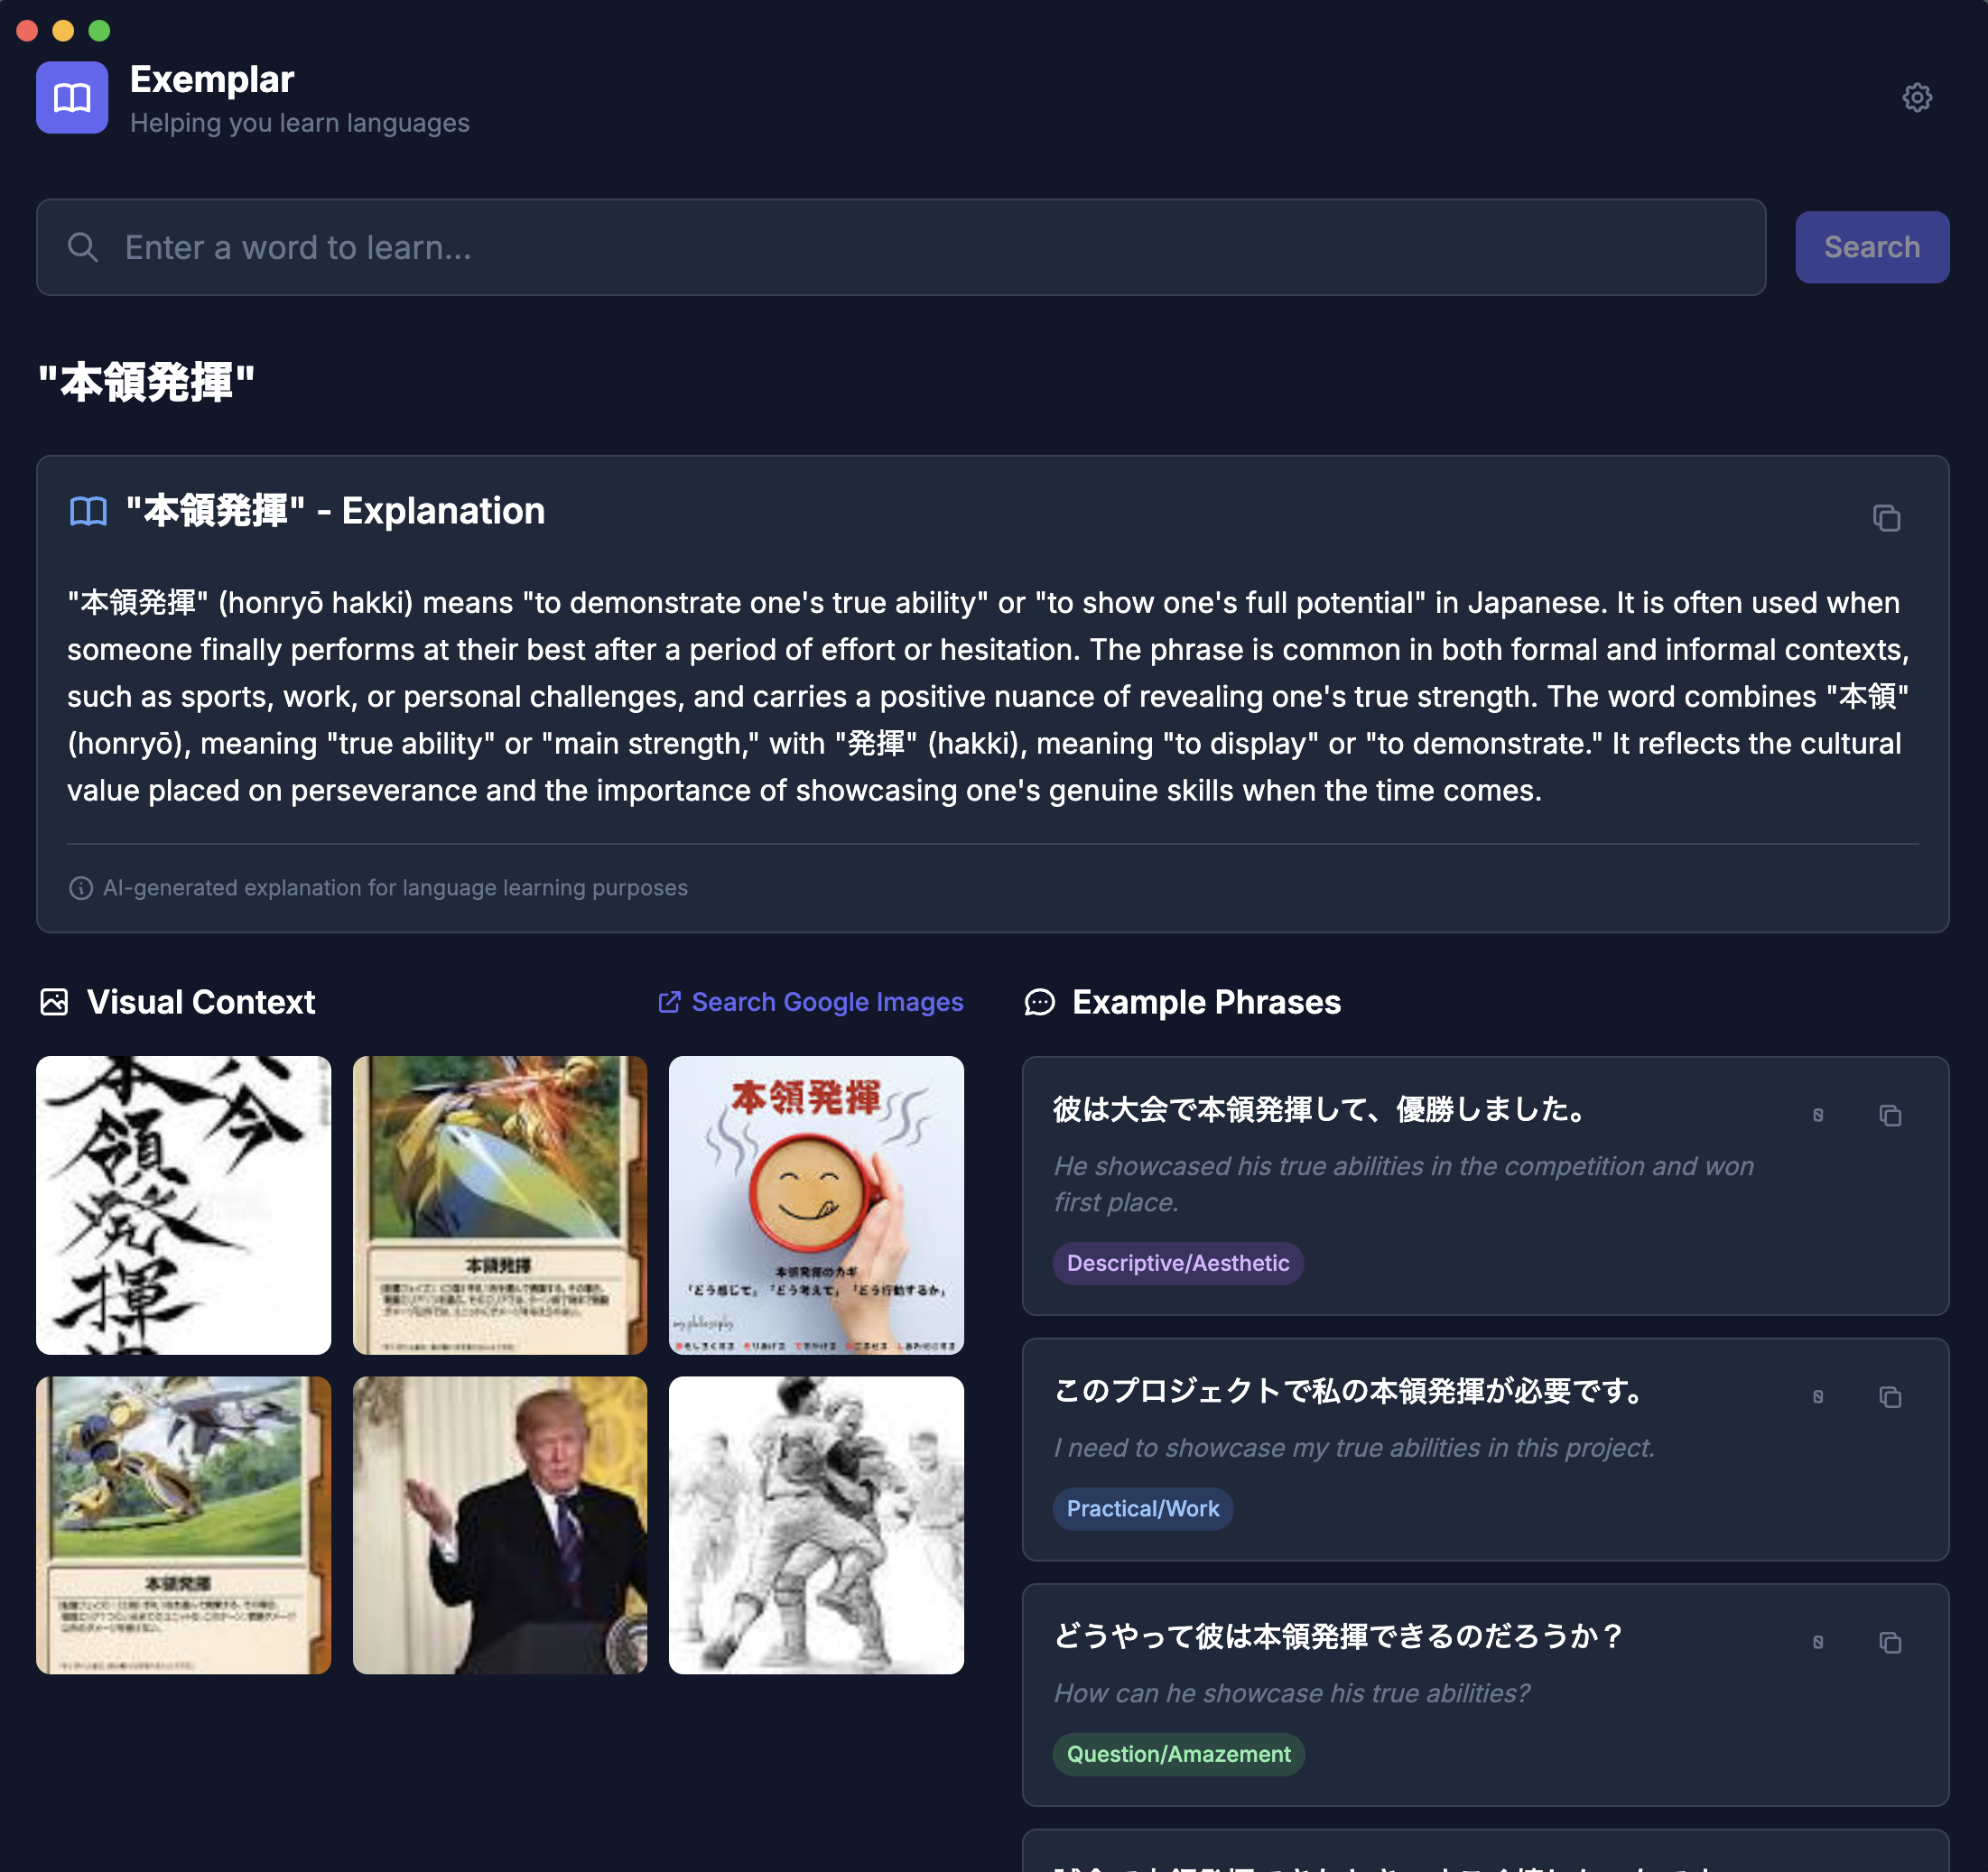 Exemplar
Helping you learn languages
Enter a word to learn...
Search
"本領発揮"
"本領発揮" - Explanation
"本領発揮" (honryō hakki) means "to demonstrate one's true ability" or "to show one's full potential" in Japanese. It is often used when
someone finally performs at their best after a period of effort or hesitation. The phrase is common in both formal and informal contexts,
such as sports, work, or personal challenges, and carries a positive nuance of revealing one's true strength. The word combines "本領"
(honryō), meaning "true ability" or "main strength," with "発揮" (hakki), meaning "to display" or "to demonstrate." It reflects the cultural
value placed on perseverance and the importance of showcasing one's genuine skills when the time comes.
AI-generated explanation for language learning purposes
Visual Context
Search Google Images
本領発揮
本領発揮
本領発揮
本領発揮のカギ
「どう感じて」「どう考えて」「どう行動するか」
my philosophy
本領発揮
Example Phrases
彼は大会で本領発揮して、優勝しました。
He showcased his true abilities in the competition and won
first place.
Descriptive/Aesthetic
このプロジェクトで私の本領発揮が必要です。
I need to showcase my true abilities in this project.
Practical/Work
どうやって彼は本領発揮できるのだろうか？
How can he showcase his true abilities?
Question/Amazement